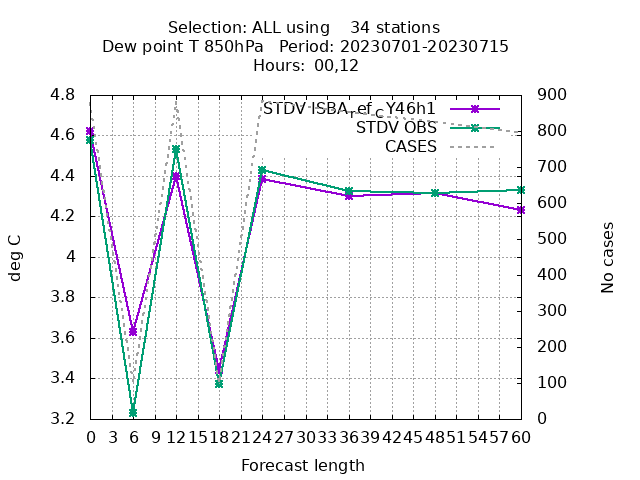 Selection: ALL using    34 stations
Dew point T 850hPa   Period: 20230701-20230715
Hours:  00,12
STDV ISBA_ref_CY46h1
STDV OBS
CASES
4.8
4.6
4.4
4.2
4
3.8
3.6
3.4
3.2
900
800
700
600
500
400
300
200
100
0
deg C
No cases
0 3 6 9 12 15 18 21 24 27 30 33 36 39 42 45 48 51 54 57 60
Forecast length